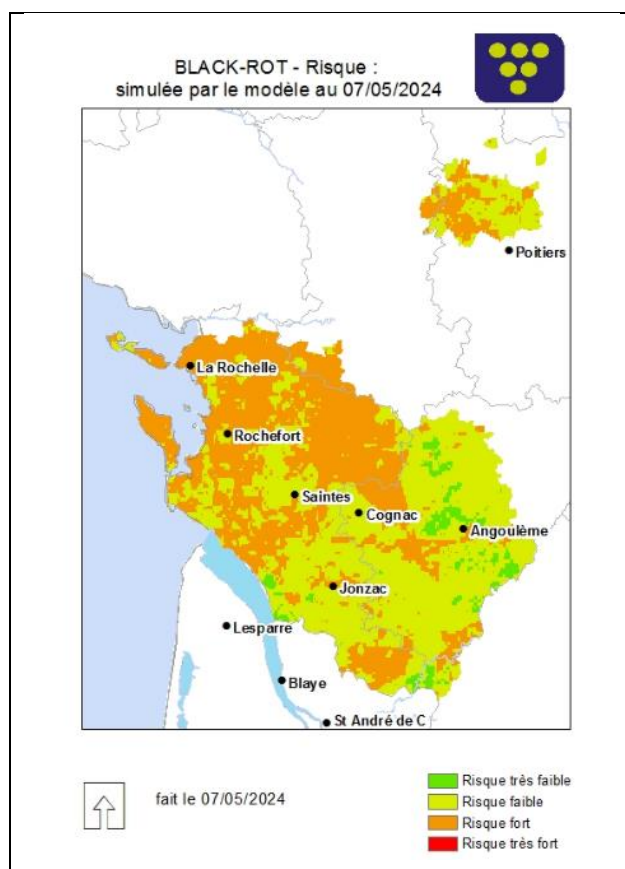 BLACK-ROT - Risque :
simulée par le modèle au 07/05/2024
Poitiers
La Rochelle
Rochefort
Saintes
Cognac
Angoulème
Jonzac
Lesparre
Blaye
St André de C
fait le 07/05/2024
Risque très faible
Risque faible
Risque fort
Risque très fort